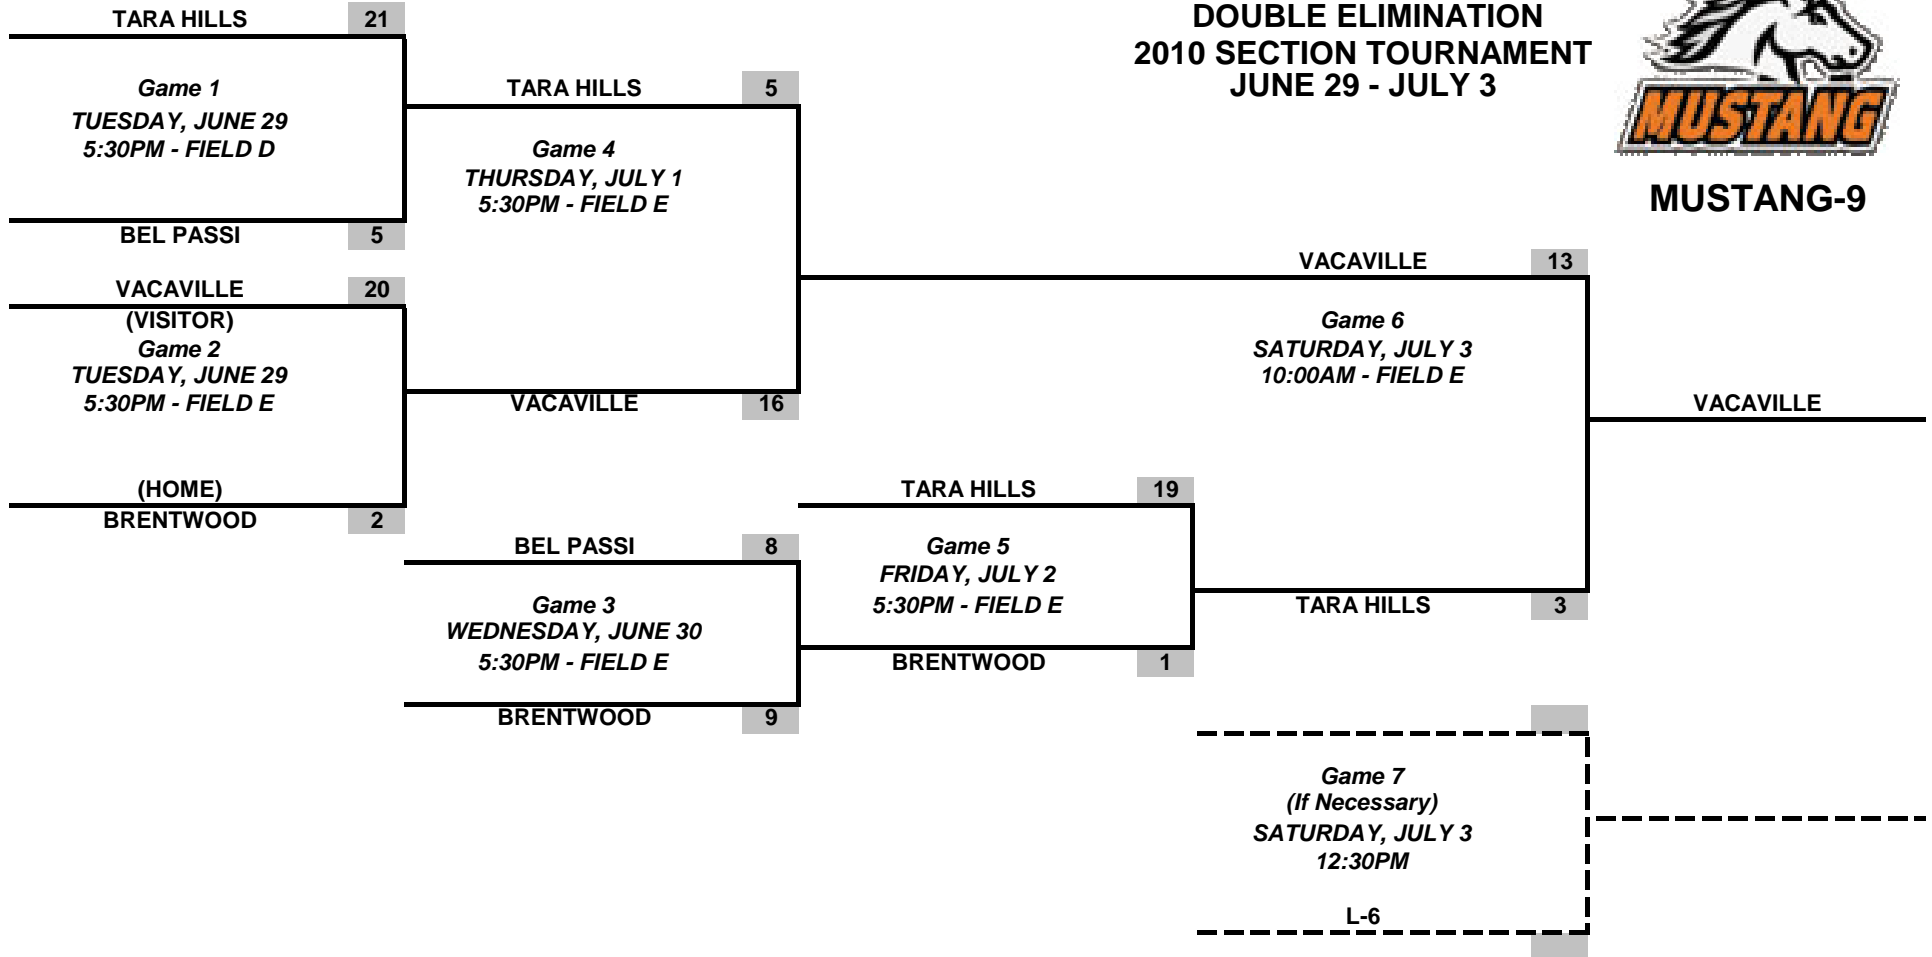 DOUBLE ELIMINATION
2010 SECTION TOURNAMENT
JUNE 29 - JULY 3
MUSTANG
MUSTANG-9
TARA HILLS 21
Game 1
TUESDAY, JUNE 29
5:30PM - FIELD D
BEL PASSI 5
VACAVILLE 20
(VISITOR)
Game 2
TUESDAY, JUNE 29
5:30PM - FIELD E
(HOME)
BRENTWOOD 2
TARA HILLS 5
Game 4
THURSDAY, JULY 1
5:30PM - FIELD E
VACAVILLE 16
BEL PASSI 8
Game 3
WEDNESDAY, JUNE 30
5:30PM - FIELD E
BRENTWOOD 9
TARA HILLS 19
Game 5
FRIDAY, JULY 2
5:30PM - FIELD E
BRENTWOOD 1
VACAVILLE 13
Game 6
SATURDAY, JULY 3
10:00AM - FIELD E
TARA HILLS 3
VACAVILLE
Game 7
(If Necessary)
SATURDAY, JULY 3
12:30PM
L-6